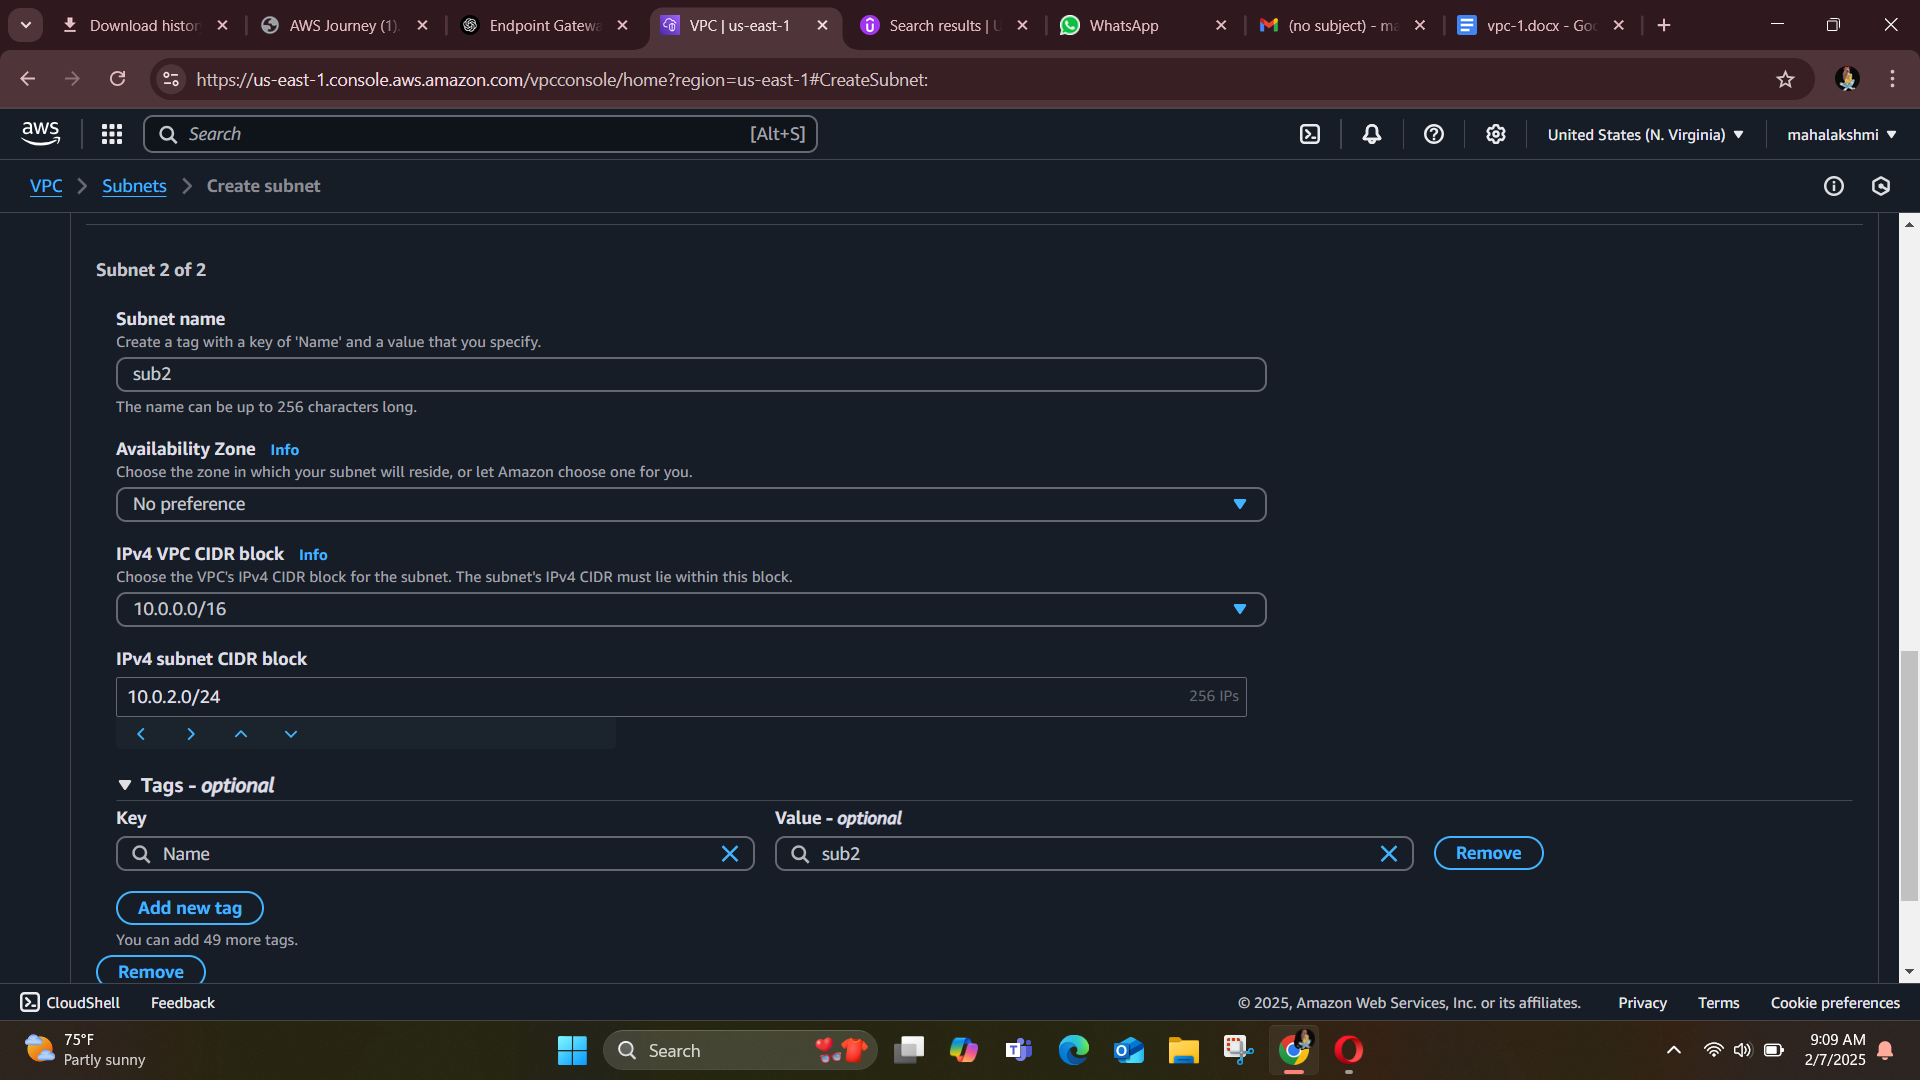 Download histor
AWS Journey (1).
Endpoint Gatewa
VPC | us-east-1
Search results | U
WhatsApp
(no subject) - ma
vpc-1.docx - Goo
https://us-east-1.console.aws.amazon.com/vpcconsole/home?region=us-east-1#CreateSubnet:
aws
Search
[Alt+S]
United States (N. Virginia)
mahalakshmi
VPC
Subnets
Create subnet
Subnet 2 of 2
Subnet name
Create a tag with a key of 'Name' and a value that you specify.
sub2
The name can be up to 256 characters long.
Availability Zone Info
Choose the zone in which your subnet will reside, or let Amazon choose one for you.
No preference
IPv4 VPC CIDR block Info
Choose the VPC's IPv4 CIDR block for the subnet. The subnet's IPv4 CIDR must lie within this block.
10.0.0.0/16
IPv4 subnet CIDR block
10.0.2.0/24
256 IPs
Tags - optional
Key
Value - optional
Name
sub2
Remove
Add new tag
You can add 49 more tags.
Remove
CloudShell
Feedback
© 2025, Amazon Web Services, Inc. or its affiliates.
Privacy
Terms
Cookie preferences
75°F
Partly sunny
Search
9:09 AM
2/7/2025